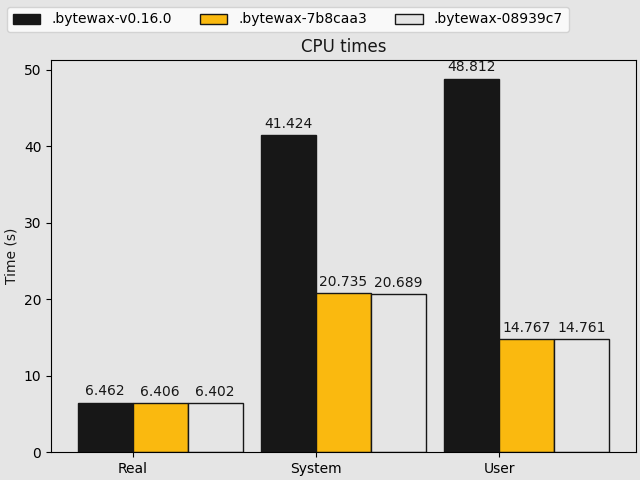 .bytewax-v0.16.0 .bytewax-7b8caa3 .bytewax-08939c7
CPU times
Time (s)
50
40
30
20
10
0
6.462 6.406 6.402
41.424 20.735 20.689
48.812 14.767 14.761
Real System User